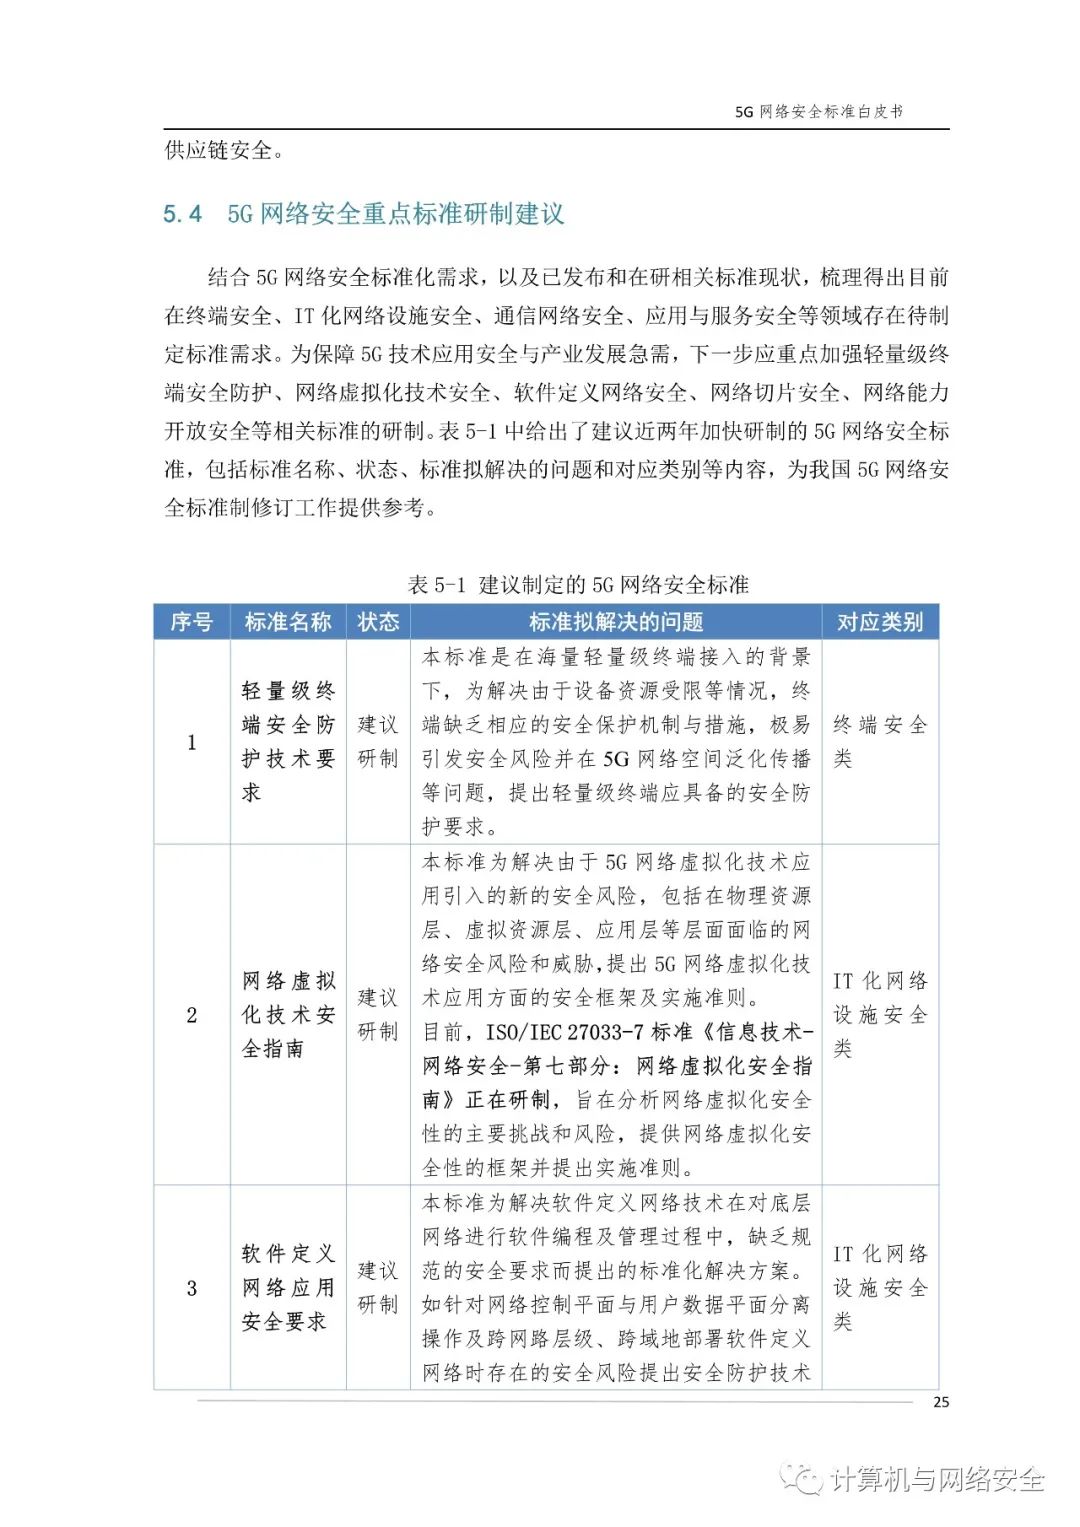 5G 网络安全标准白皮书
供应链安全。
5.4 5G 网络安全重点标准研制建议
结合 5G 网络安全标准化需求，以及已发布和在研相关标准现状，梳理得出目前
在终端安全、IT 化网络设施安全、通信网络安全、应用与服务安全等领域存在待制
定标准需求。为保障 5G 技术应用安全与产业发展急需，下一步应重点加强轻量级终
端安全防护、网络虚拟化技术安全、软件定义网络安全、网络切片安全、网络能力
开放安全等相关标准的研制。表 5-1 中给出了建议近两年加快研制的 5G 网络安全标
准，包括标准名称、状态、标准拟解决的问题和对应类别等内容，为我国 5G 网络安
全标准制修订工作提供参考。
表 5-1 建议制定的 5G 网络安全标准
序号 标准名称 状态 标准拟解决的问题 对应类别
1
轻量级终
端安全防
护技术要
求
建议
研制
本标准是在海量轻量级终端接入的背景
下，为解决由于设备资源受限等情况，终
端缺乏相应的安全保护机制与措施，极易
引发安全风险并在 5G 网络空间泛化传播
等问题，提出轻量级终端应具备的安全防
护要求。
终端安全
类
2
网络虚拟
化技术安
全指南
建议
研制
本标准为解决由于 5G 网络虚拟化技术应
用引入的新的安全风险，包括在物理资源
层、虚拟资源层、应用层等层面面临的网
络安全风险和威胁，提出 5G 网络虚拟化技
术应用方面的安全框架及实施准则。
目前，ISO/IEC 27033-7 标准《信息技术-
网络安全-第七部分：网络虚拟化安全指
南》正在研制，旨在分析网络虚拟化安全
性的主要挑战和风险，提供网络虚拟化安
全性的框架并提出实施准则。
IT 化网络
设施安全
类
3
软件定义
网络应用
安全要求
建议
研制
本标准为解决软件定义网络技术在对底层
网络进行软件编程及管理过程中，缺乏规
范的安全要求而提出的标准化解决方案。
如针对网络控制平面与用户数据平面分离
操作及跨网路层级、跨域地部署软件定义
网络时存在的安全风险提出安全防护技术
IT 化网络
设施安全
类
25
计算机与网络安全